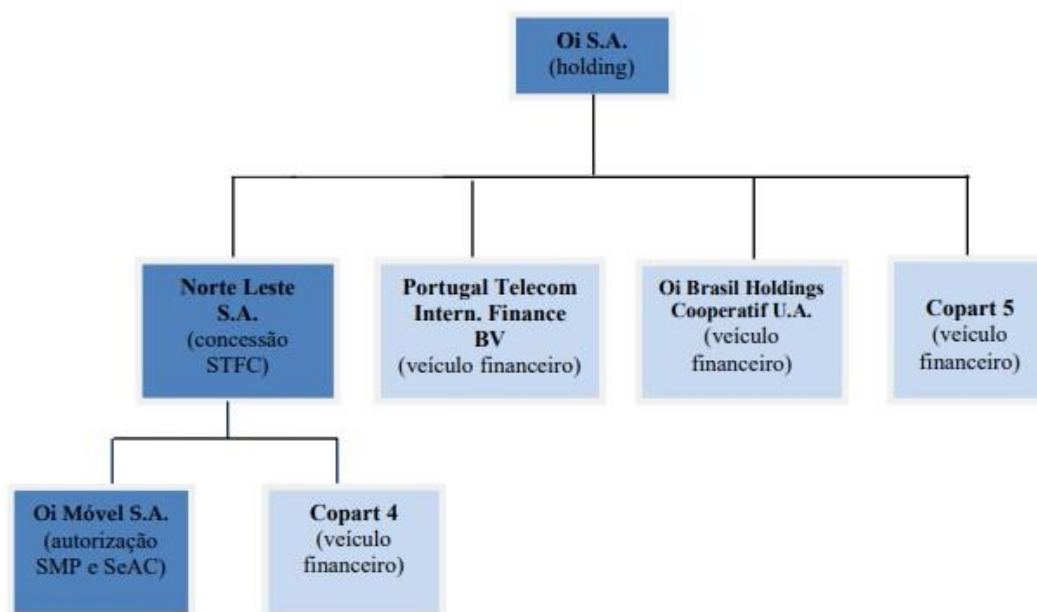 Oi S.A.
(holding)
Norte Leste
S.A.
(concessão
STFC)
Portugal Telecom
Intern. Finance
BV
(veículo financeiro)
Oi Brasil Holdings
Cooperatif U.A.
(veículo
financeiro)
Copart 5
(veículo
financeiro)
Oi Móvel S.A.
(autorização
SMP e SeAC)
Copart 4
(veículo
financeiro)